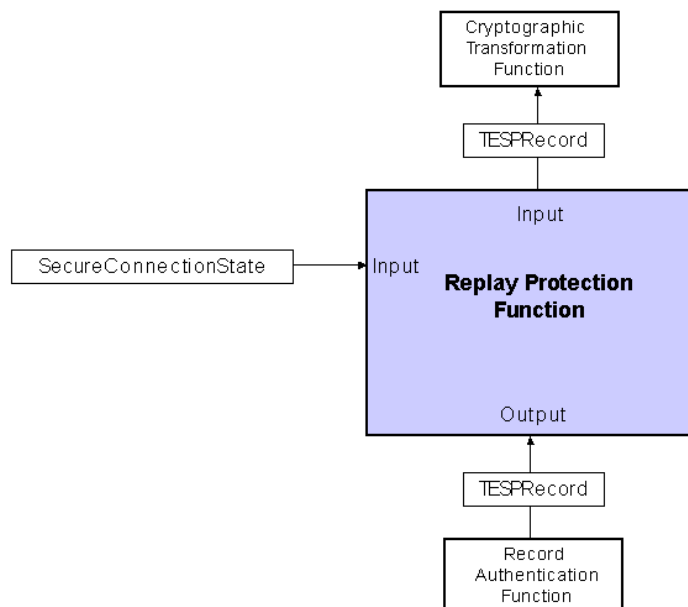 Cryptographic
Transformation
Function
TESPRecord
Input
SecureConnectionState
Input
Replay Protection
Function
Output
TESPRecord
Record
Authentication
Function